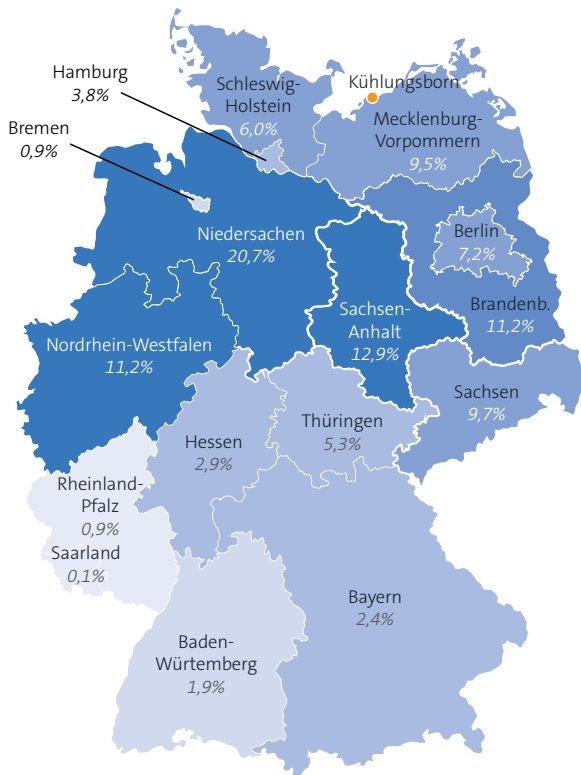 Hamburg
3,8%
Schleswig-
Holstein
6,0%
Kühlungsborn
Mecklenburg-
Vorpommern
9,5%
Bremen
0,9%
Niedersachen
20,7%
Berlin
7,2%
Brandenb.
11,2%
Sachsen-
Anhalt
12,9%
Nordrhein-Westfalen
11,2%
Sachsen
9,7%
Thüringen
5,3%
Hessen
2,9%
Rheinland-
Pfalz
0,9%
Saarland
0,1%
Bayern
2,4%
Baden-
Würtemberg
1,9%